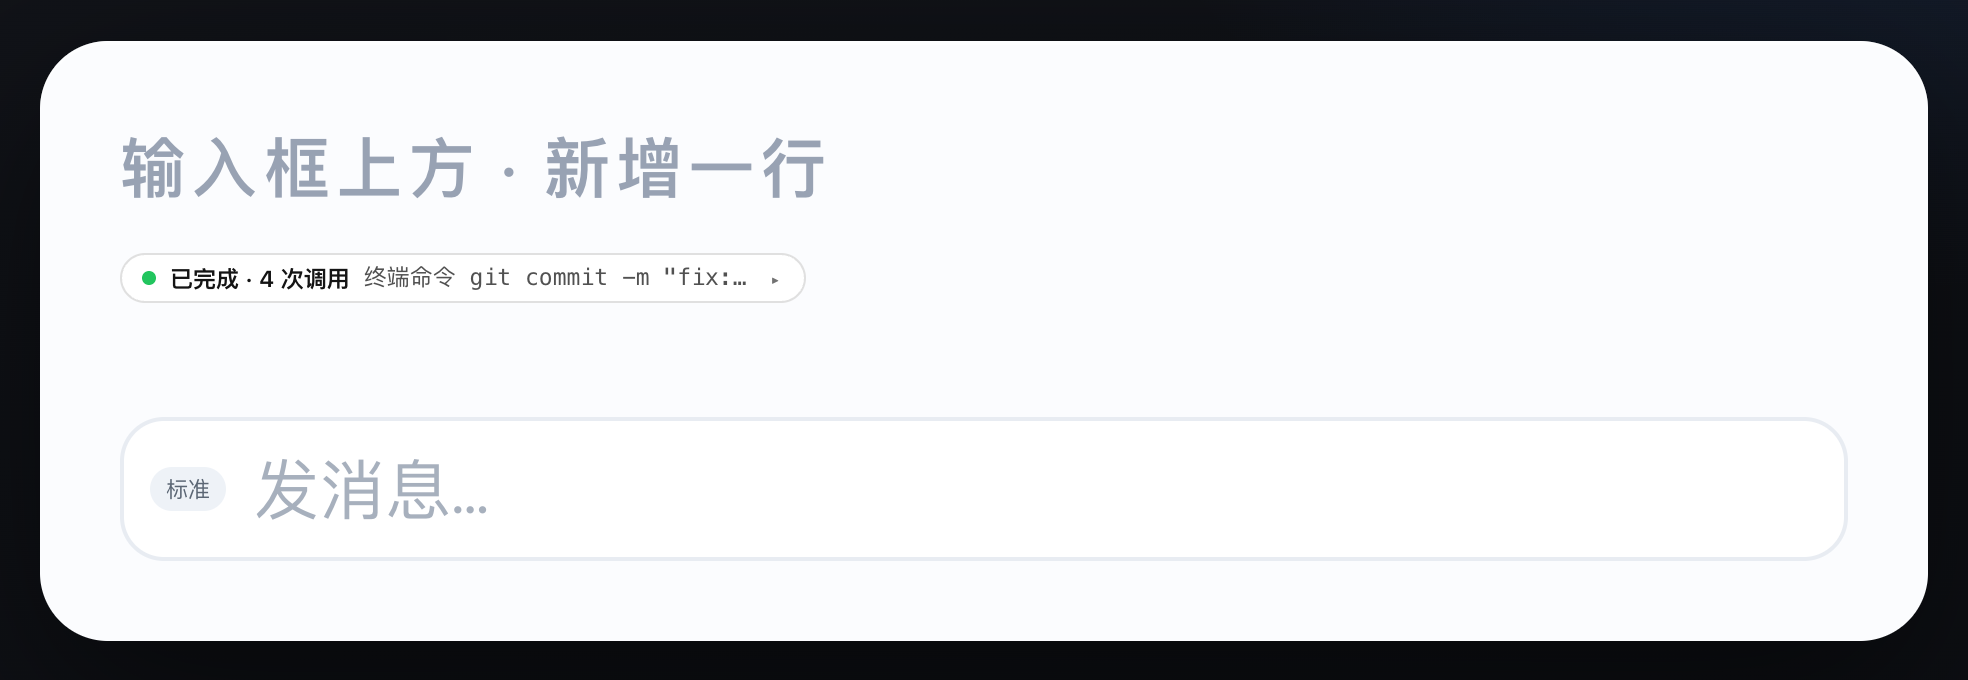 输入框上方 · 新增一行
已完成 · 4 次调用 终端命令 git commit -m "fix:… ▸
标准 发消息…